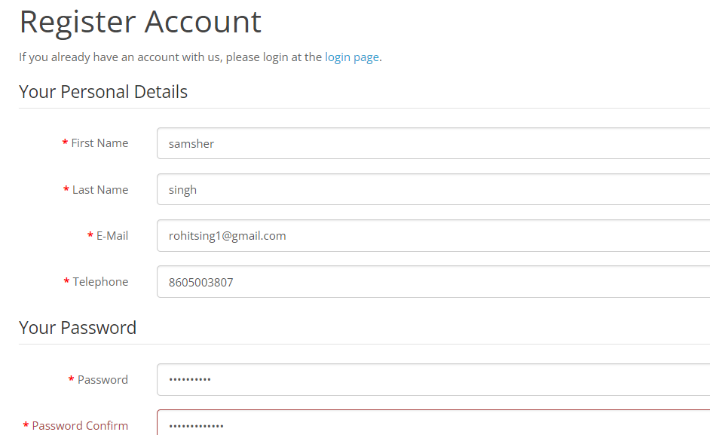 Register Account
If you already have an account with us, please login at the login page.
Your Personal Details
* First Name samsher
* Last Name singh
* E-Mail rohitsing1@gmail.com
* Telephone 8605003807
Your Password
* Password ••••••••••
* Password Confirm •••••••••••••